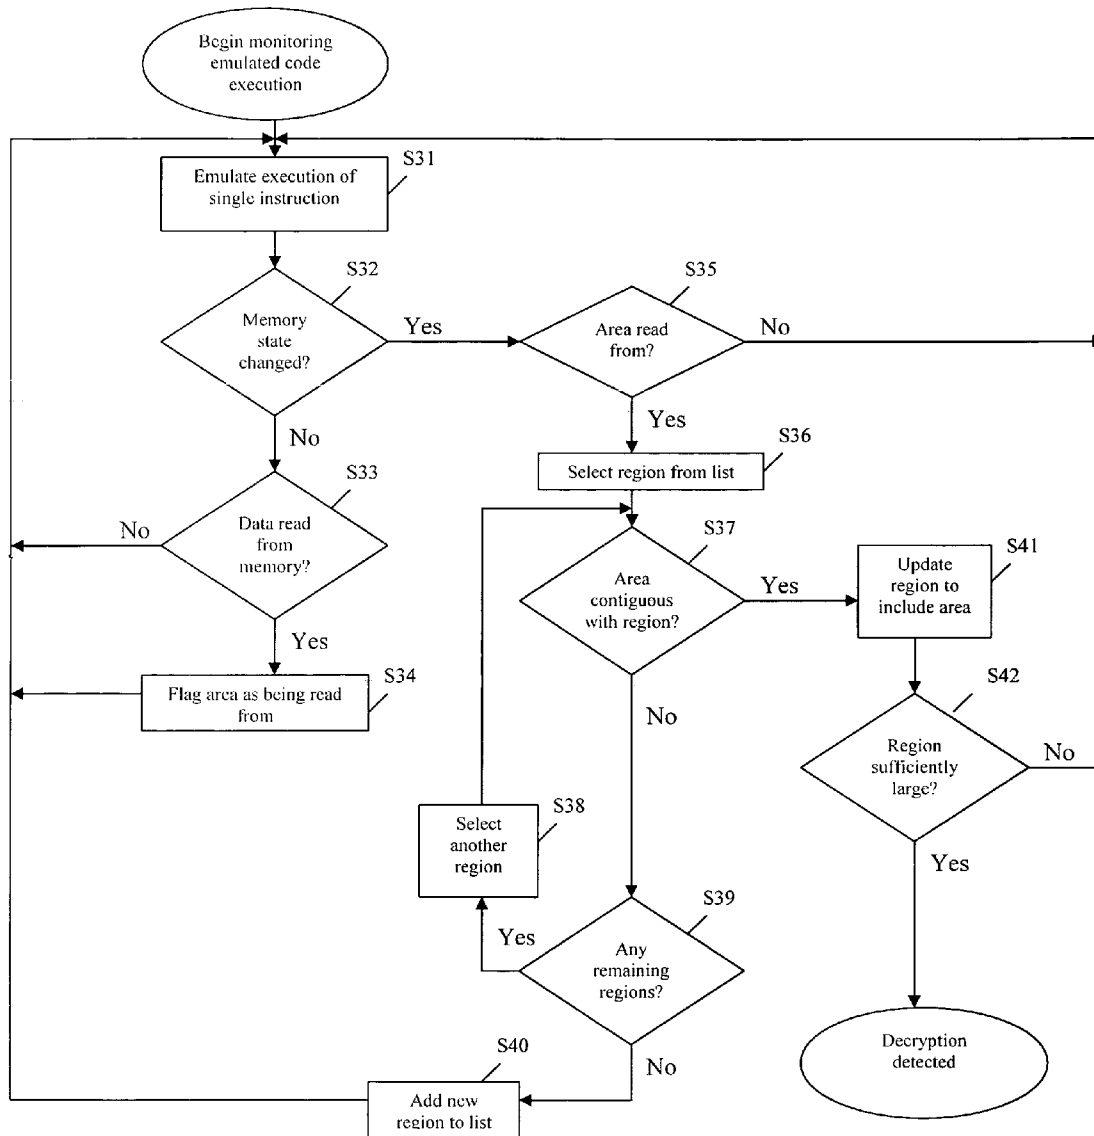 Begin monitoring
emulated code
execution
S31
Emulate execution of
single instruction
S32
Memory
state
changed?
Yes
S35
Area read
from?
No
No
Yes
S36
Select region from list
S33
Data read
from
memory?
No
S37
Area
contiguous
with region?
Yes
S41
Update
region to
include area
Yes
S34
Flag area as being read
from
No
S42
Region
sufficiently
large?
No
S38
Select
another
region
Yes
S39
Any
remaining
regions?
Yes
Decryption
detected
No
S40
Add new
region to list